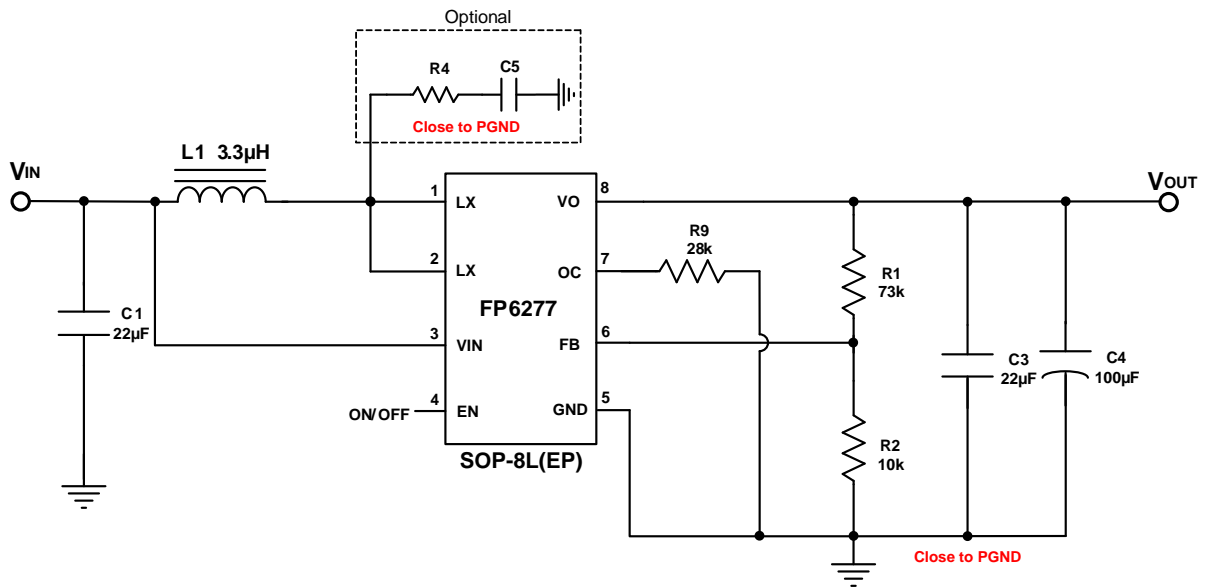 Optional
R4
C5
Close to PGND
L1 3.3µH
VIN
VOUT
1
LX
VO
8
2
LX
OC
7
R9
28k
R1
73k
FP6277
C1
22µF
3
VIN
FB
6
C3
22µF
C4
100µF
4
EN
ON/OFF
GND
5
R2
10k
SOP-8L(EP)
Close to PGND